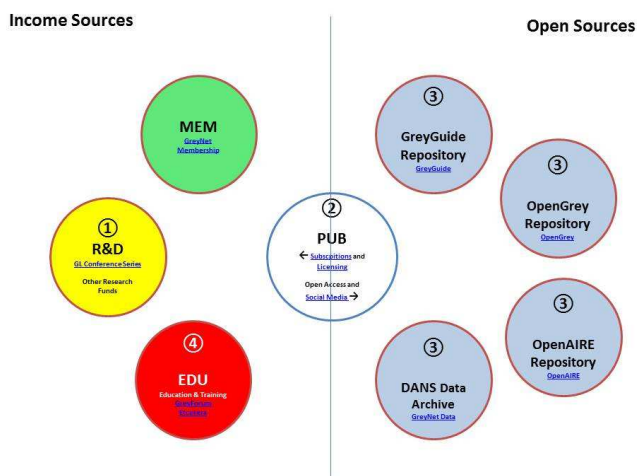 Income Sources
Open Sources
MEM
GreyNet
Membership
①
R&D
GL Conference Series
Other Research
Funds
④
EDU
Education & Training
GreyForum
②
PUB
← Subscpitions and
Licensing
Open Access and
Social Media →
③
GreyGuide
Repository
GreyGuide
③
OpenGrey
Repository
OpenGrey
③
OpenAIRE
Repository
OpenAIRE
③
DANS Data
Archive
GreyNet Data